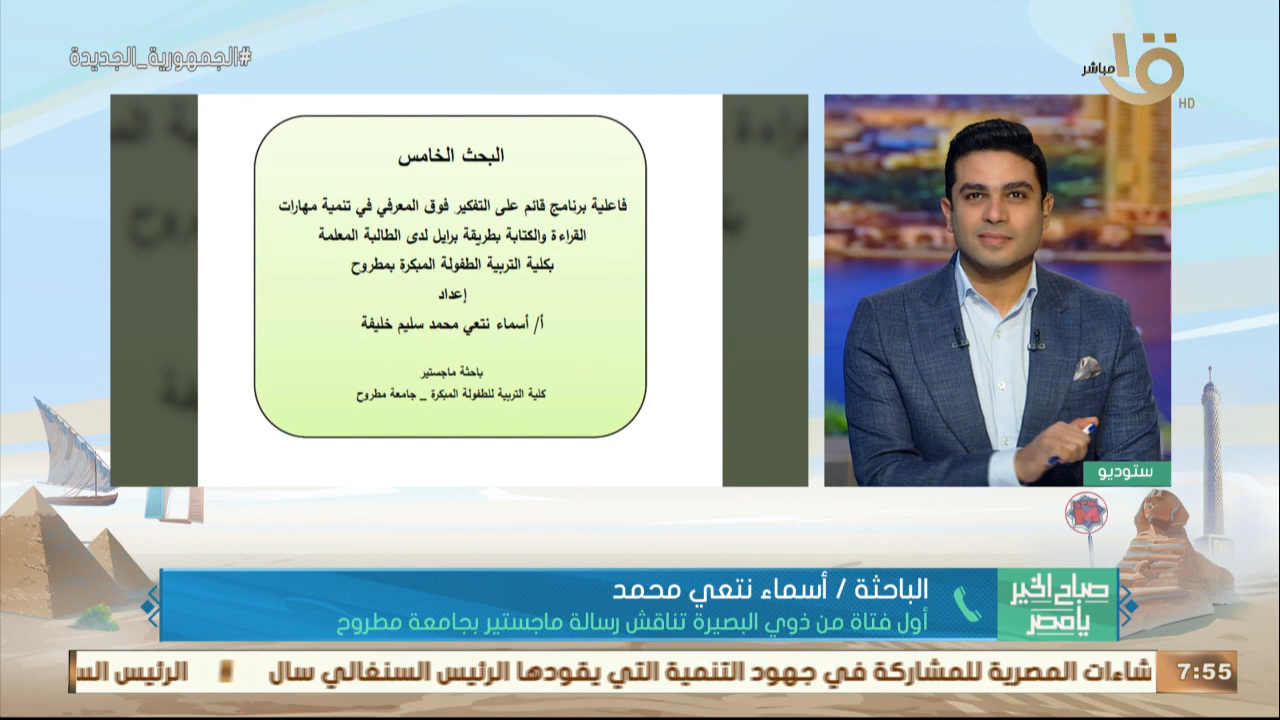 #الجمهورية_الجديدة
مباشر
HD
البحث الخامس
فاعلية برنامج قائم على التفكير فوق المعرفي في تنمية مهارات
القراءة والكتابة بطريقة برايل لدى الطالبة المعلمة
بكلية التربية الطفولة المبكرة بمطروح
إعداد
أ/ أسماء نتعي محمد سليم خليفة
باحثة ماجستير
كلية التربية للطفولة المبكرة _ جامعة مطروح
ستوديو
صباح الخير
يا مصر
الباحثة / أسماء نتعي محمد
أول فتاة من ذوي البصيرة تناقش رسالة ماجستير بجامعة مطروح
7:55
شاءات المصرية للمشاركة في جهود التنمية التي يقودها الرئيس السنغالي سال
الرئيس الس